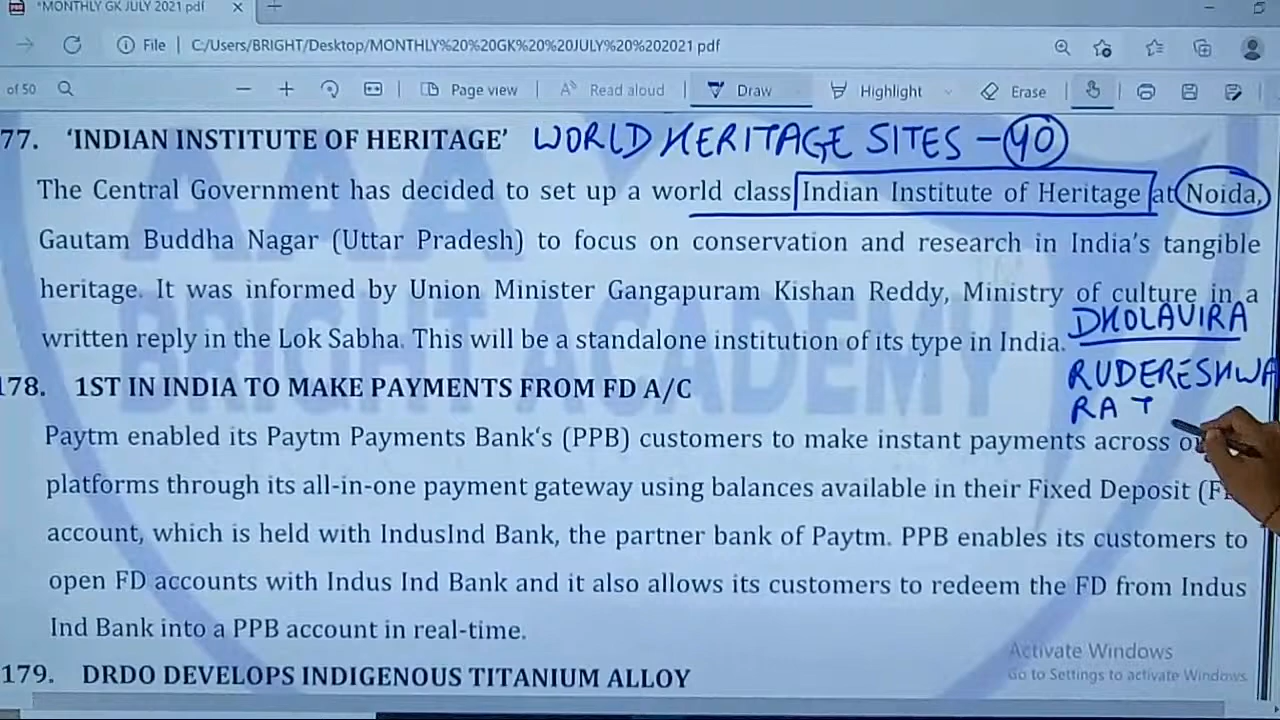 *MONTHLY GK JULY 2021 pdf
File | C:/Users/BRIGHT/Desktop/MONTHLY%20%20GK%20%20JULY%20%202021 pdf
of 50
Page view
Read aloud
Draw
Highlight
Erase
77. 'INDIAN INSTITUTE OF HERITAGE' WORLD HERITAGE SITES - 40
The Central Government has decided to set up a world class Indian Institute of Heritage at Noida,
Gautam Buddha Nagar (Uttar Pradesh) to focus on conservation and research in India's tangible
heritage. It was informed by Union Minister Gangapuram Kishan Reddy, Ministry of culture in a
written reply in the Lok Sabha. This will be a standalone institution of its type in India.
DHOLAVIRA
RUDERESHWA
RA T
178. 1ST IN INDIA TO MAKE PAYMENTS FROM FD A/C
Paytm enabled its Paytm Payments Bank's (PPB) customers to make instant payments across
platforms through its all-in-one payment gateway using balances available in their Fixed Deposit
account, which is held with IndusInd Bank, the partner bank of Paytm. PPB enables its customers to
open FD accounts with Indus Ind Bank and it also allows its customers to redeem the FD from Indus
Ind Bank into a PPB account in real-time.
179. DRDO DEVELOPS INDIGENOUS TITANIUM ALLOY
AAA
BRIGHT ACADEMY
Activate Windows
Go to Settings to activate Windows.